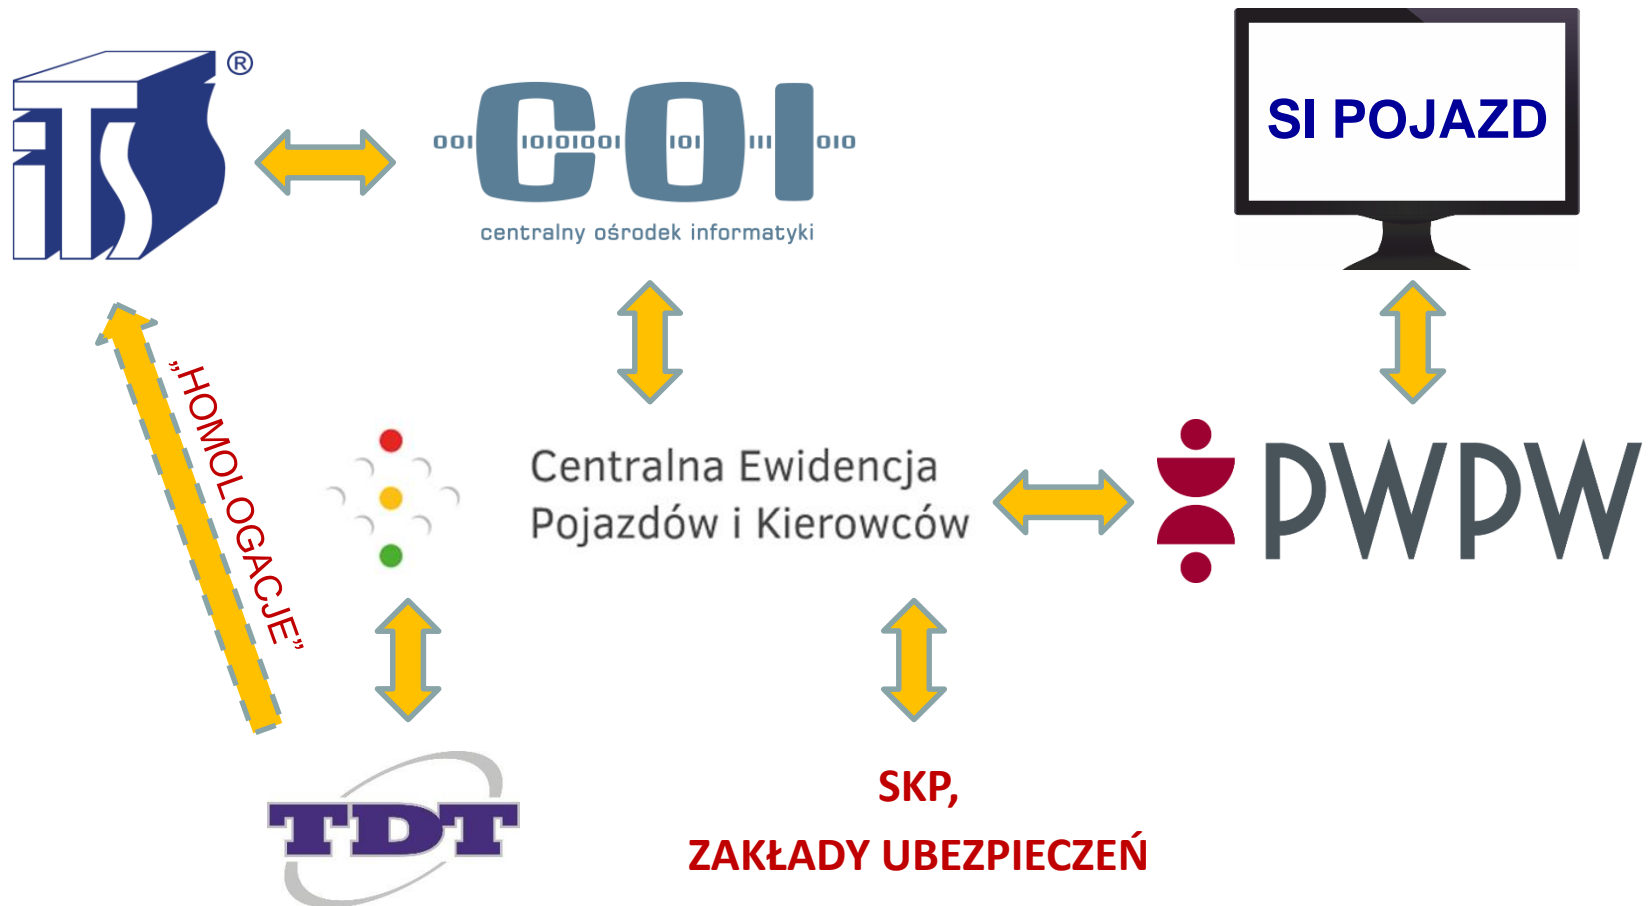 iTS®
COI
001 10101001 101 111 010
centralny ośrodek informatyki
SI POJAZD
„HOMOLOGACJE”
Centralna Ewidencja
Pojazdów i Kierowców
PWPW
TDT
SKP,
ZAKŁADY UBEZPIECZEŃ